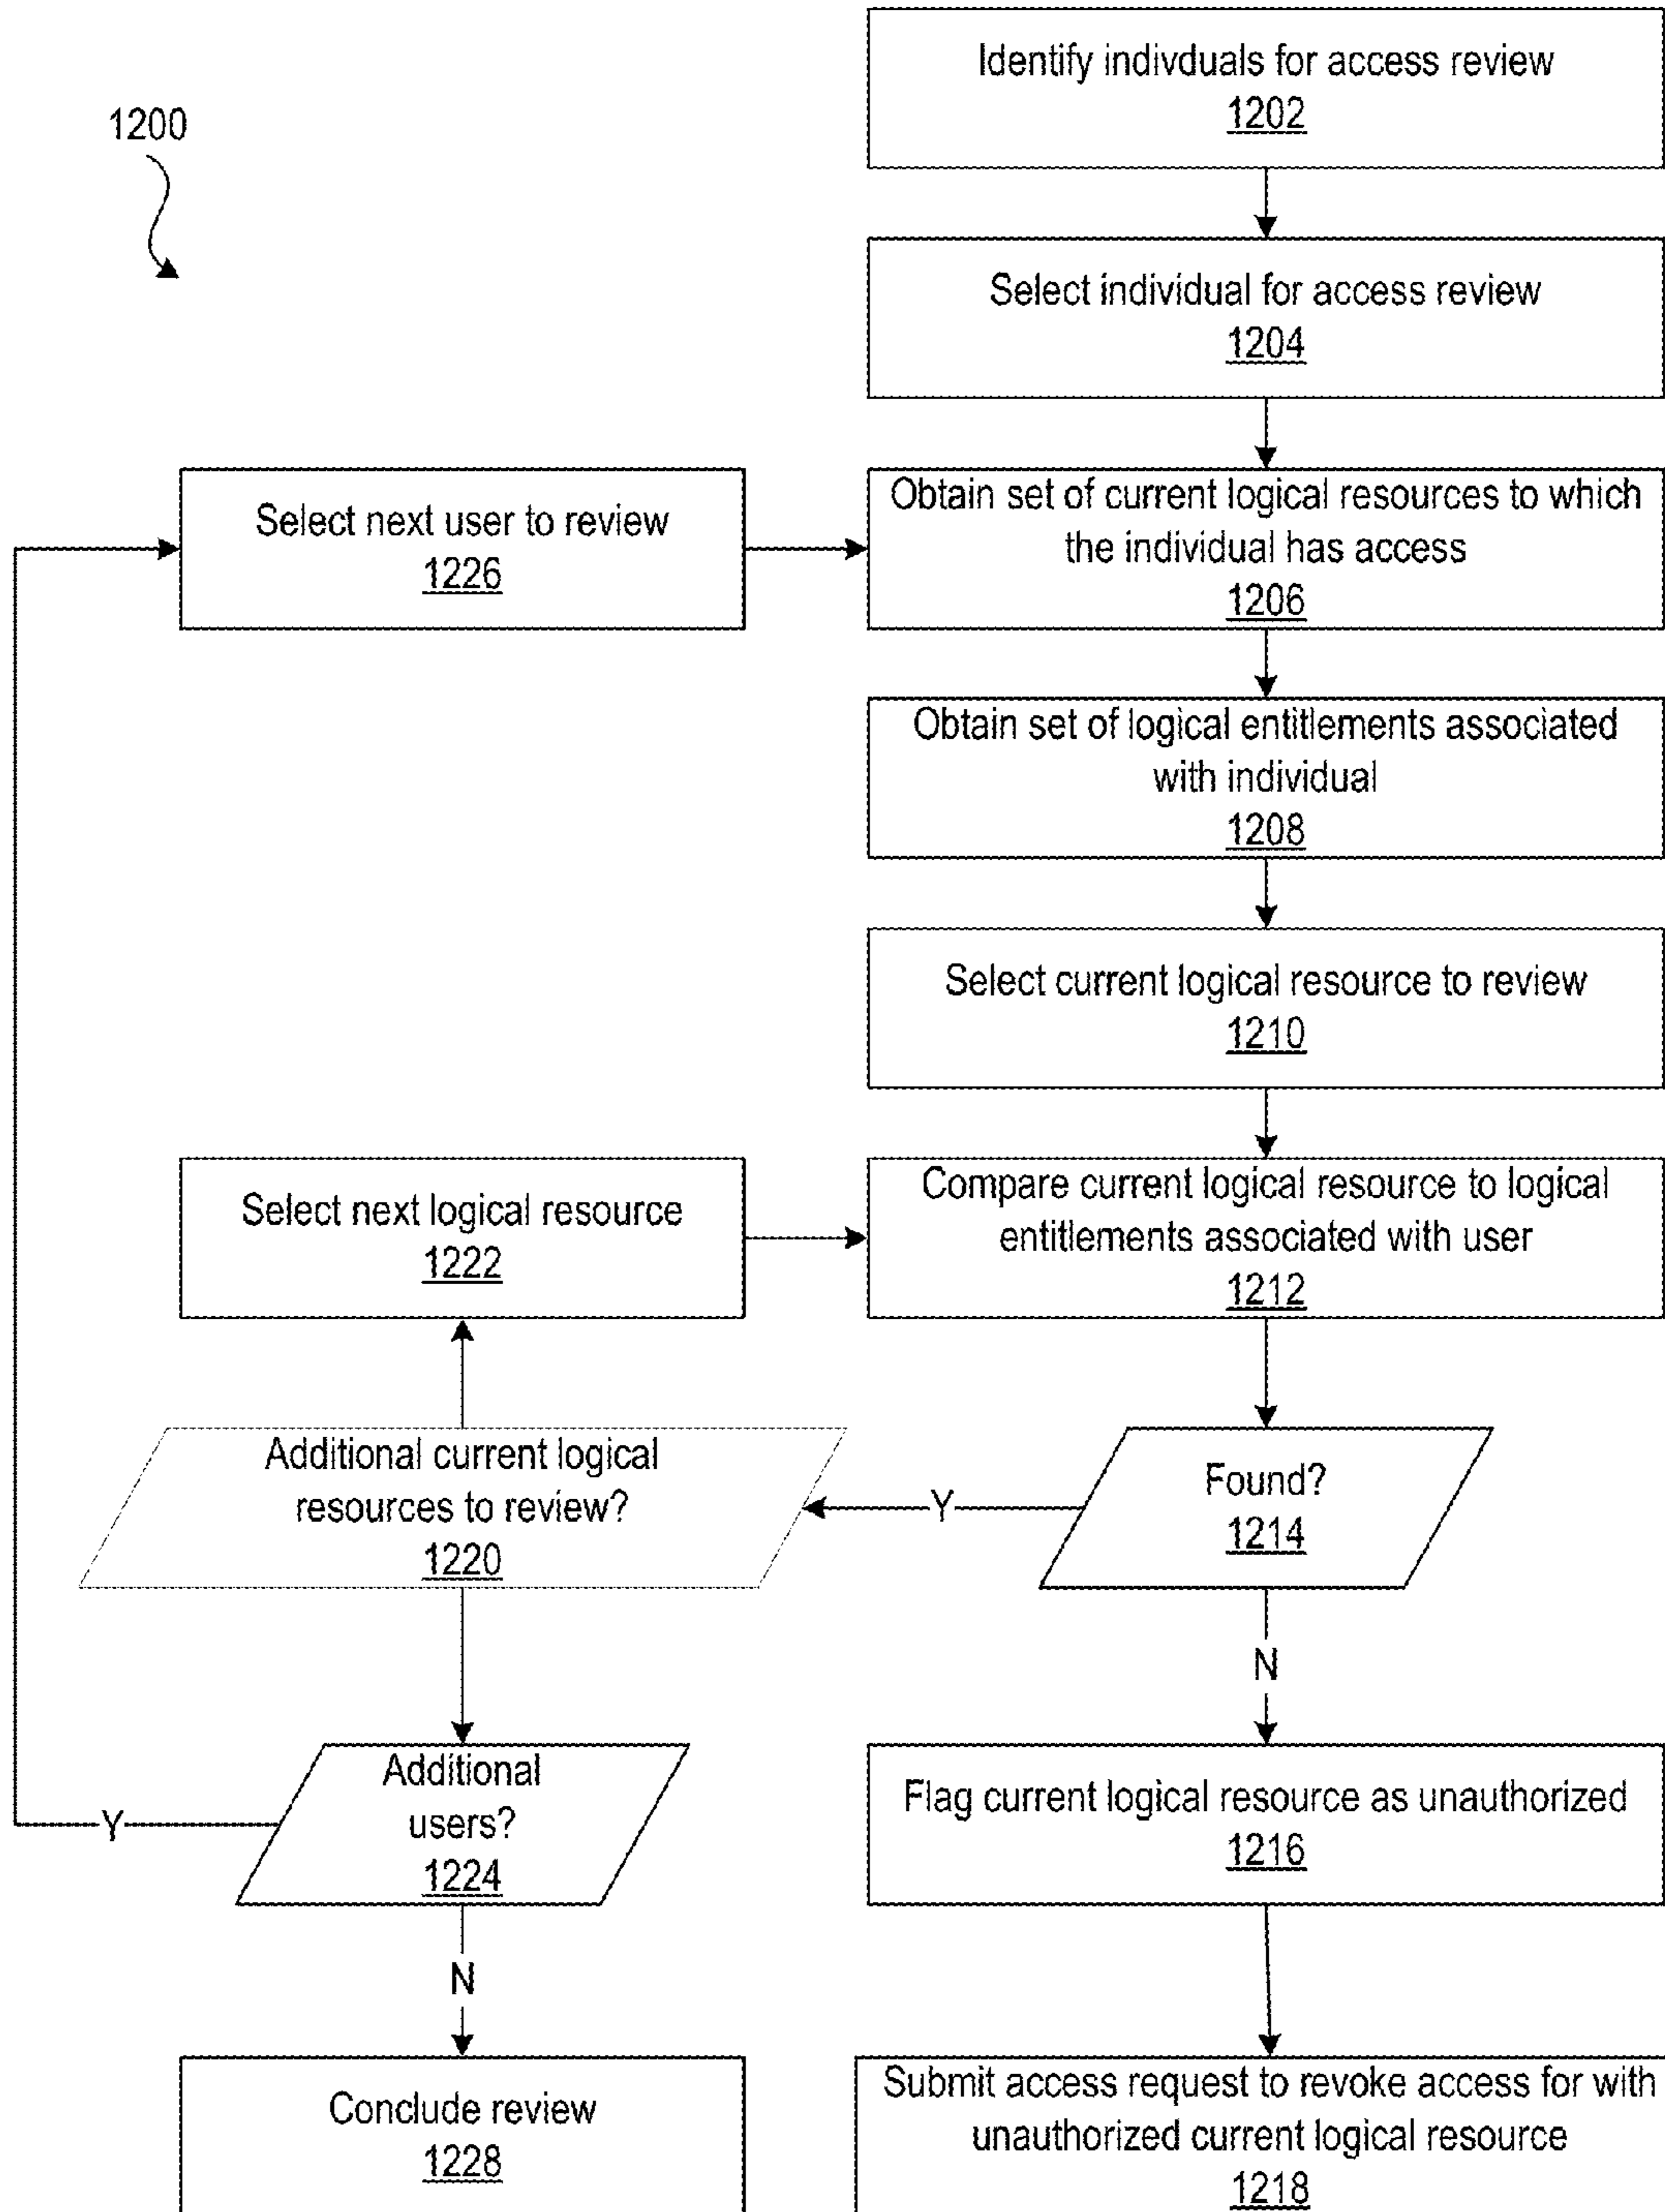 1200
Identify indivduals for access review
1202
Select individual for access review
1204
Select next user to review
1226
Obtain set of current logical resources to which
the individual has access
1206
Obtain set of logical entitlements associated
with individual
1208
Select current logical resource to review
1210
Select next logical resource
1222
Compare current logical resource to logical
entitlements associated with user
1212
Additional current logical
resources to review?
1220
Y
Found?
1214
N
Additional
users?
1224
Y
N
Flag current logical resource as unauthorized
1216
Conclude review
1228
Submit access request to revoke access for with
unauthorized current logical resource
1218